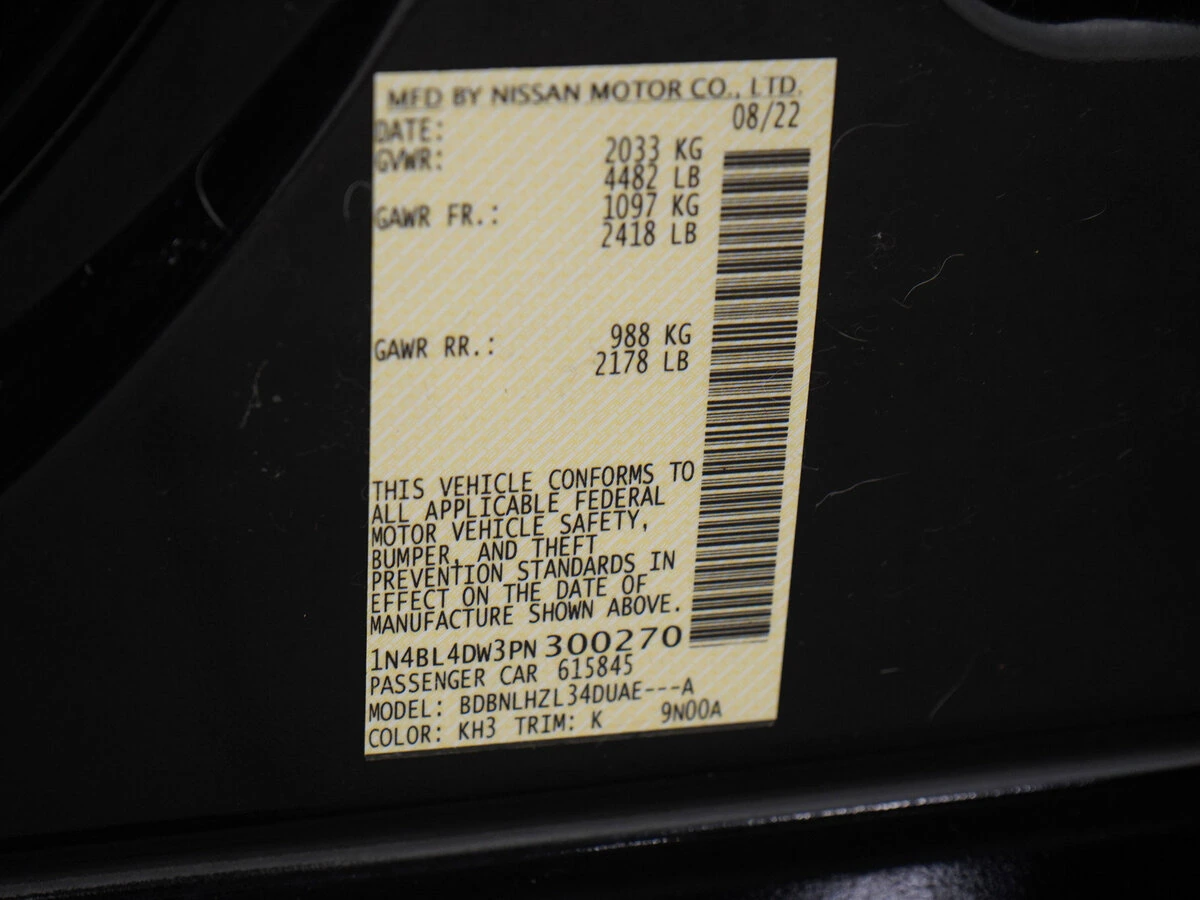 MFD BY NISSAN MOTOR CO., LTD.
DATE: 08/22
GVWR: 2033 KG
4482 LB
GAWR FR.: 1097 KG
2418 LB
GAWR RR.: 988 KG
2178 LB
THIS VEHICLE CONFORMS TO
ALL APPLICABLE FEDERAL
MOTOR VEHICLE SAFETY,
BUMPER, AND THEFT
PREVENTION STANDARDS IN
EFFECT ON THE DATE OF
MANUFACTURE SHOWN ABOVE.
1N4BL4DW3PN300270
PASSENGER CAR 615845
MODEL: BDBNLHZL34DUAE---A
COLOR: KH3 TRIM: K 9N00A